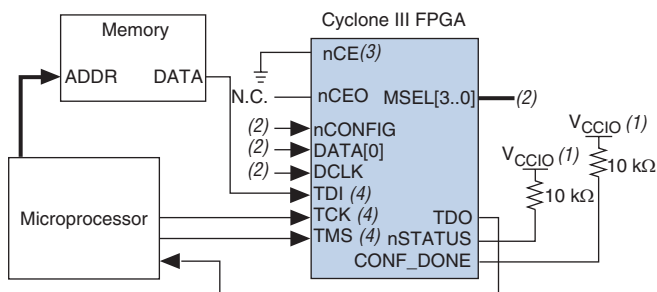 Cyclone III FPGA
Memory
ADDR DATA
nCE (3)
N.C.
nCEO
MSEL[3..0] (2)
(2) nCONFIG
(2) DATA[0]
(2) DCLK
TDI (4)
TCK (4)
TMS (4)
TDO
nSTATUS
CONF_DONE
Microprocessor
VCCIO (1)
10 kΩ
VCCIO (1)
10 kΩ